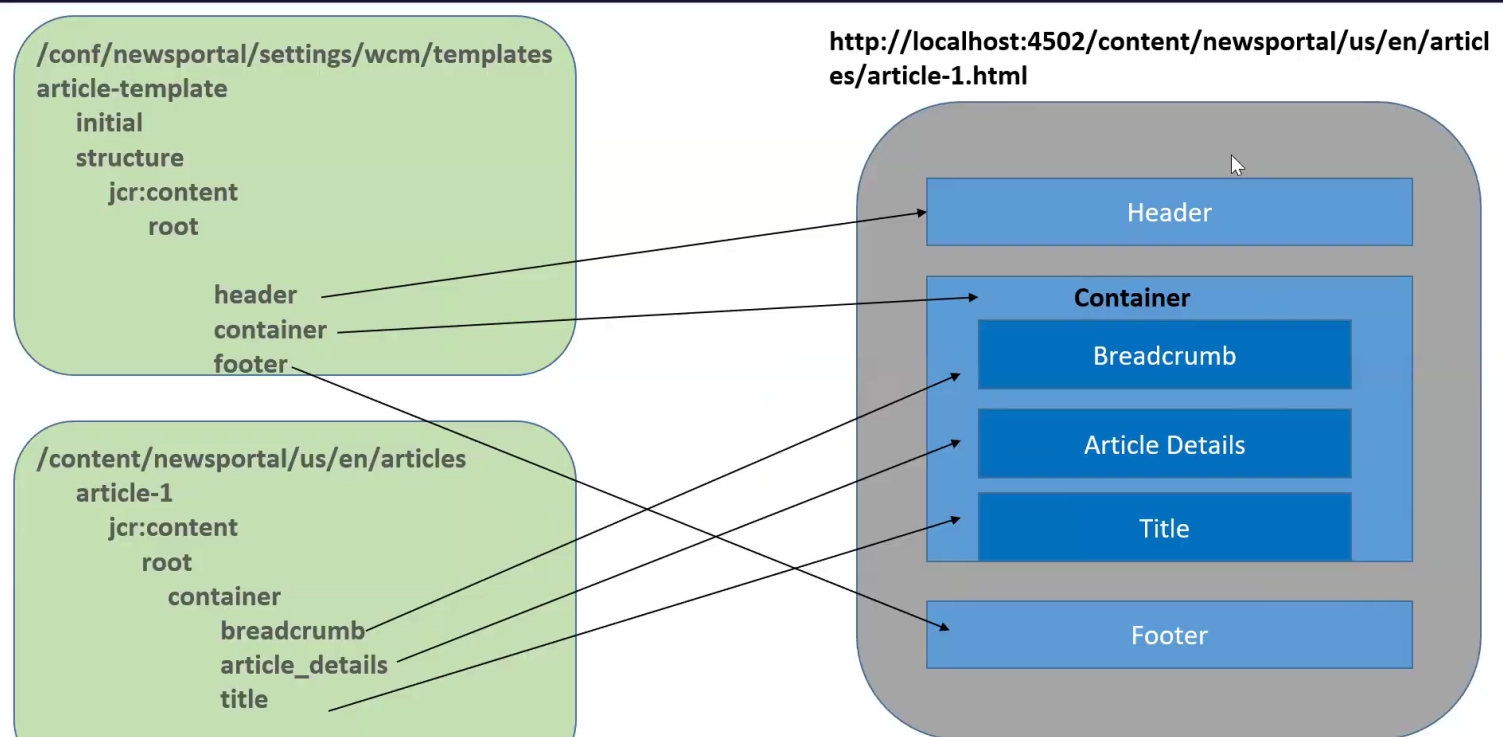 /conf/newsportal/settings/wcm/templates
article-template
initial
structure
jcr:content
root
header
container
footer
/content/newsportal/us/en/articles
article-1
jcr:content
root
container
breadcrumb
article_details
title
http://localhost:4502/content/newsportal/us/en/articl
es/article-1.html
Header
Container
Breadcrumb
Article Details
Title
Footer